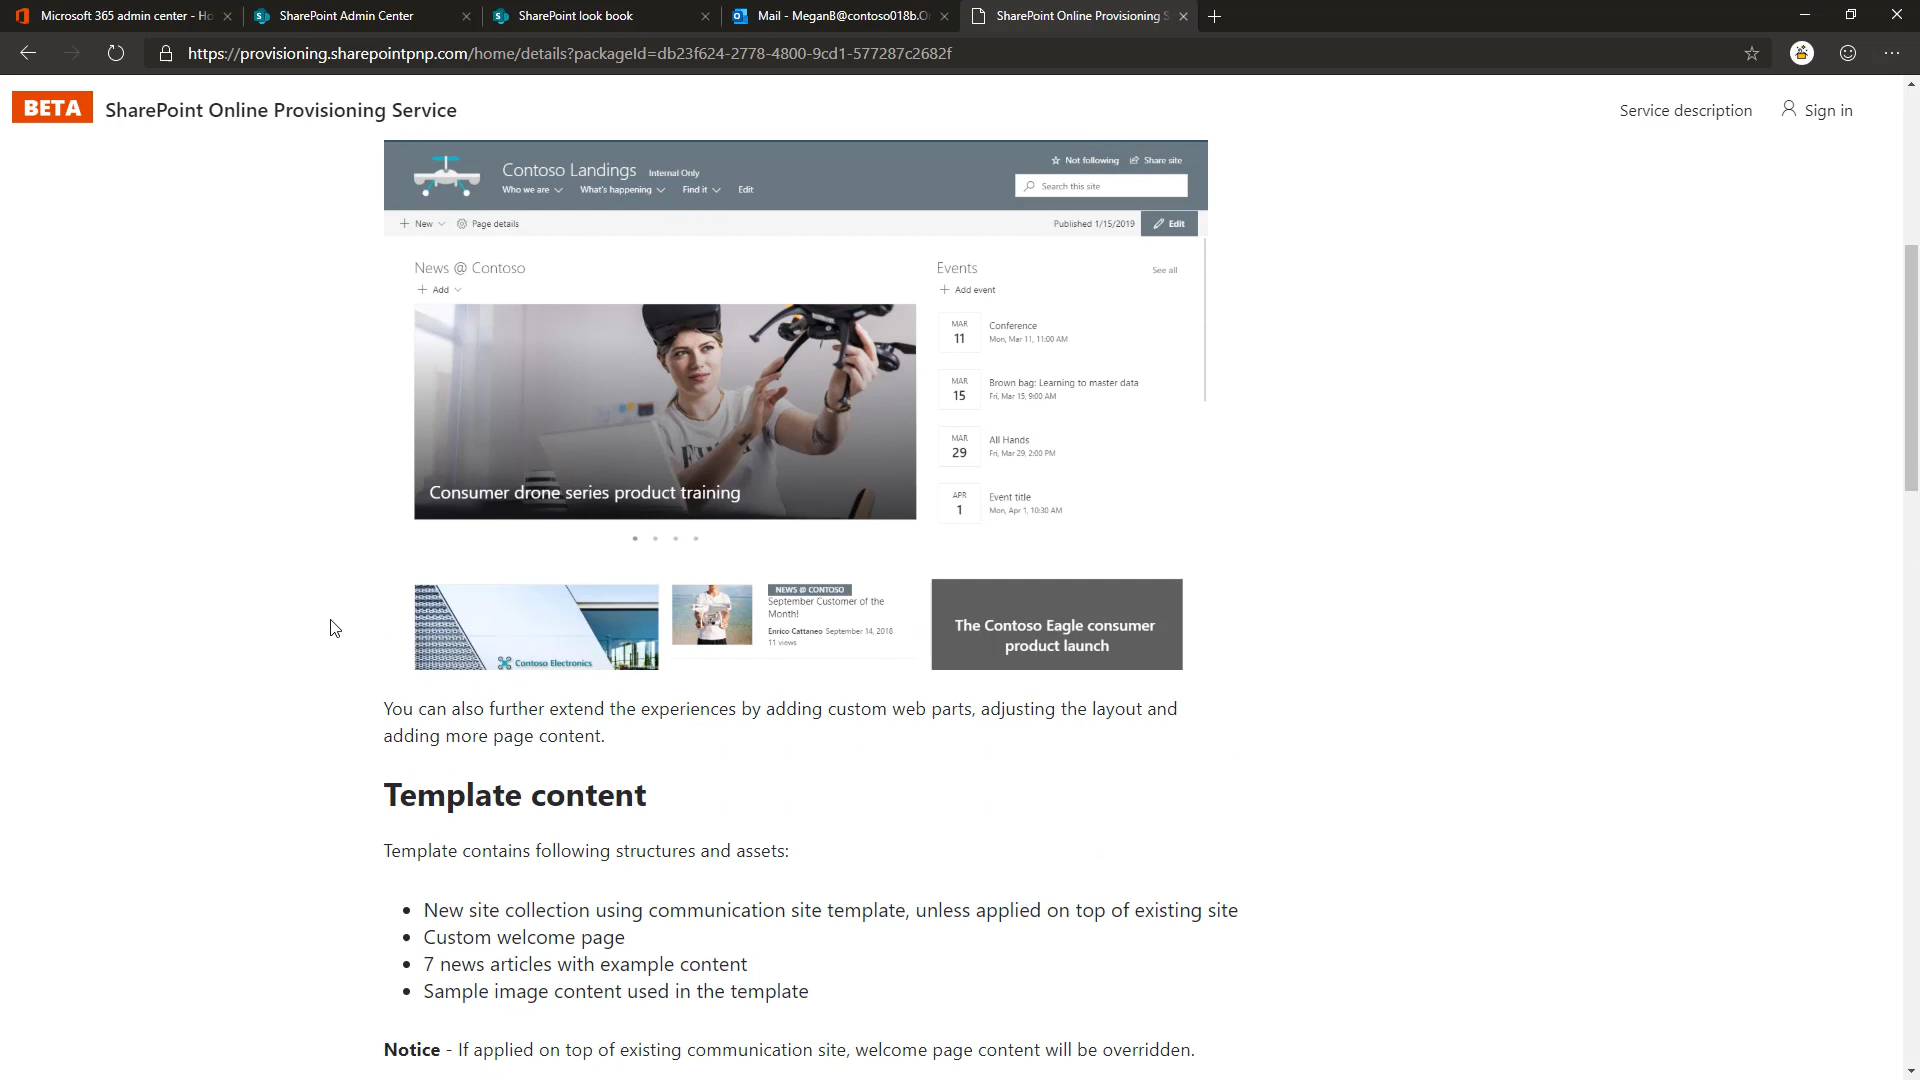 Microsoft 365 admin center - Ho
SharePoint Admin Center
SharePoint look book
Mail - MeganB@contoso018b.O
SharePoint Online Provisioning S
https://provisioning.sharepointpnp.com/home/details?packageId=db23f624-2778-4800-9cd1-577287c2682f
BETA SharePoint Online Provisioning Service
Service description
Sign in
Contoso Landings Internal Only
Not following Share site
Who we are What's happening Find it Edit
Search this site
New Page details
Published 1/15/2019 Edit
News @ Contoso
Add
Consumer drone series product training
Events See all
Add event
MAR 11
Conference
Mon, Mar 11, 11:00 AM
MAR 15
Brown bag: Learning to master data
Fri, Mar 15, 9:00 AM
MAR 29
All Hands
Fri, Mar 29, 2:00 PM
APR 1
Event title
Mon, Apr 1, 10:30 AM
Contoso Electronics
NEWS @ CONTOSO
September Customer of the
Month!
Enrico Cattaneo September 14, 2018
11 views
The Contoso Eagle consumer
product launch
You can also further extend the experiences by adding custom web parts, adjusting the layout and
adding more page content.
Template content
Template contains following structures and assets:
• New site collection using communication site template, unless applied on top of existing site
• Custom welcome page
• 7 news articles with example content
• Sample image content used in the template
Notice - If applied on top of existing communication site, welcome page content will be overridden.